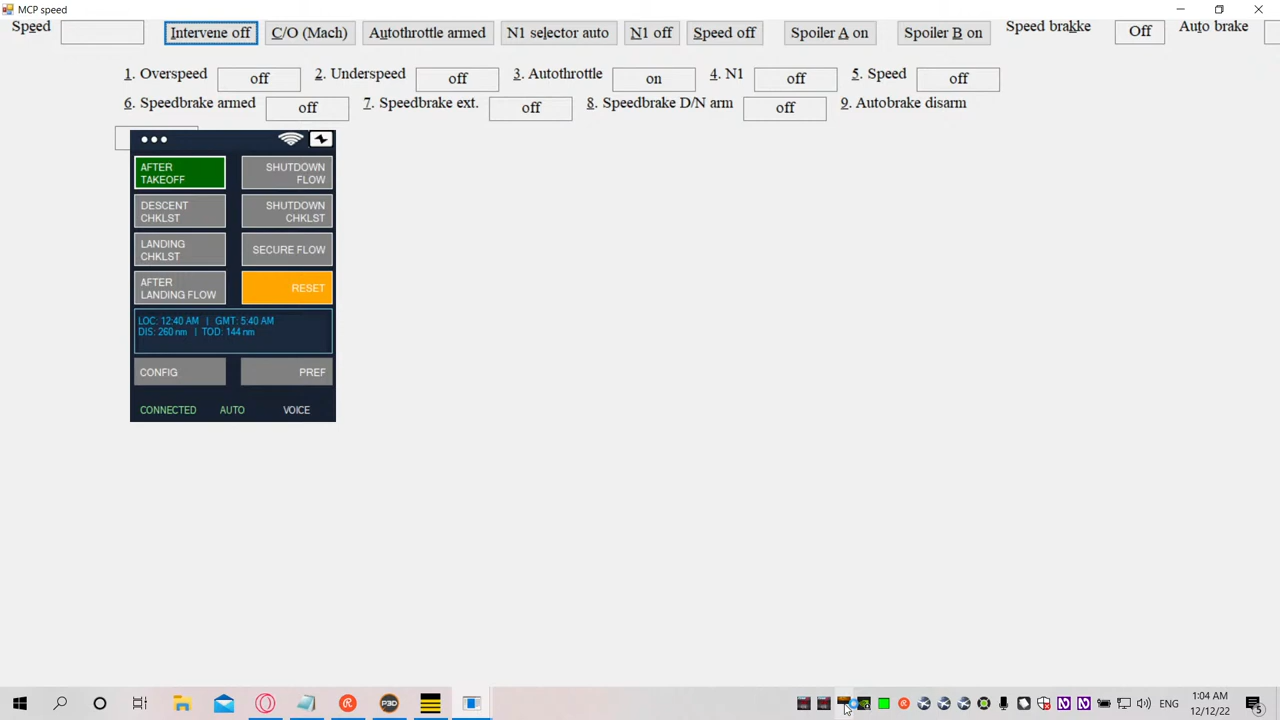 MCP speed
Speed Intervene off C/O (Mach) Autothrottle armed N1 selector auto N1 off Speed off Spoiler A on Spoiler B on Speed brakke Off Auto brake
1. Overspeed off 2. Underspeed off 3. Autothrottle on 4. N1 off 5. Speed off
6. Speedbrake armed off 7. Speedbrake ext. off 8. Speedbrake D/N arm off 9. Autobrake disarm
AFTER TAKEOFF
SHUTDOWN FLOW
DESCENT CHKLST
SHUTDOWN CHKLST
LANDING CHKLST
SECURE FLOW
AFTER LANDING FLOW
RESET
LOC: 12:40 AM | GMT: 5:40 AM
DIS: 260 nm | TOD: 144 nm
CONFIG PREF
CONNECTED AUTO VOICE
P3D
ENG
1:04 AM
12/12/22
5